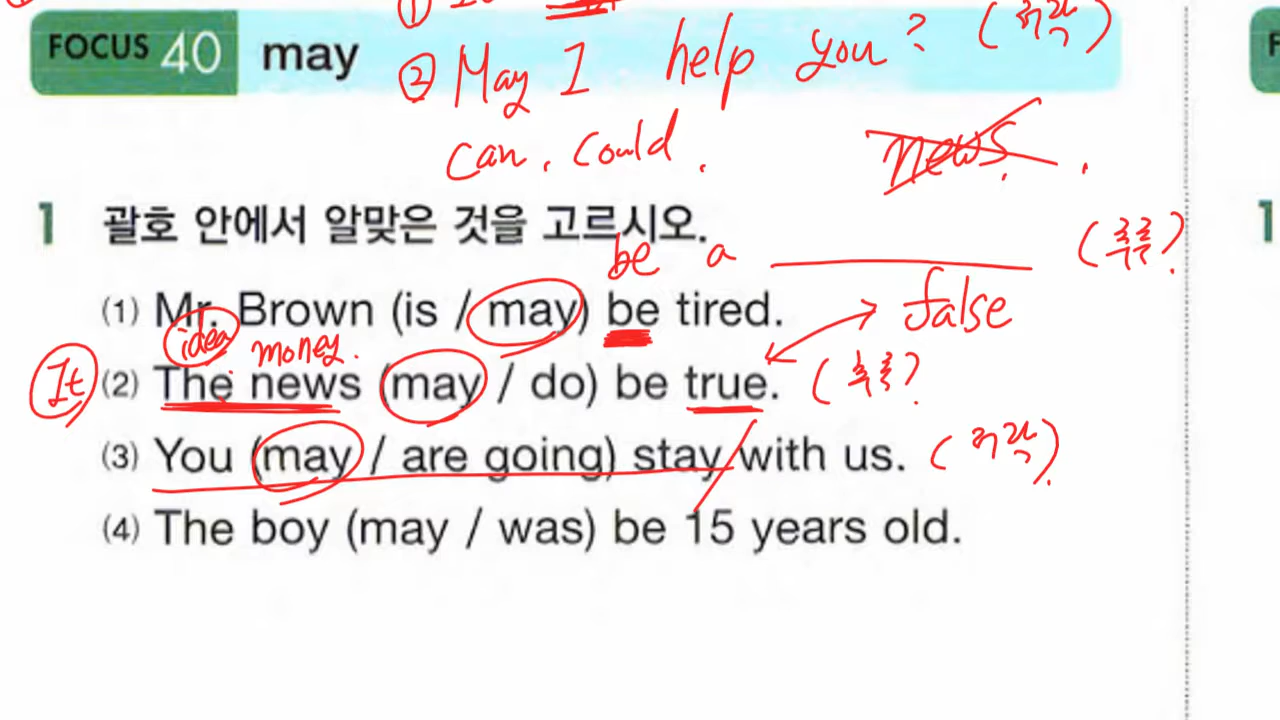 FOCUS 40 may
② May I help you? (허락)
can, could.
news.
1 괄호 안에서 알맞은 것을 고르시오.
be a (추측)
(1) Mr. Brown (is / may) be tired.
false
idea money.
It (2) The news (may / do) be true. (추측)
(3) You (may / are going) stay with us. (허락).
(4) The boy (may / was) be 15 years old.
1